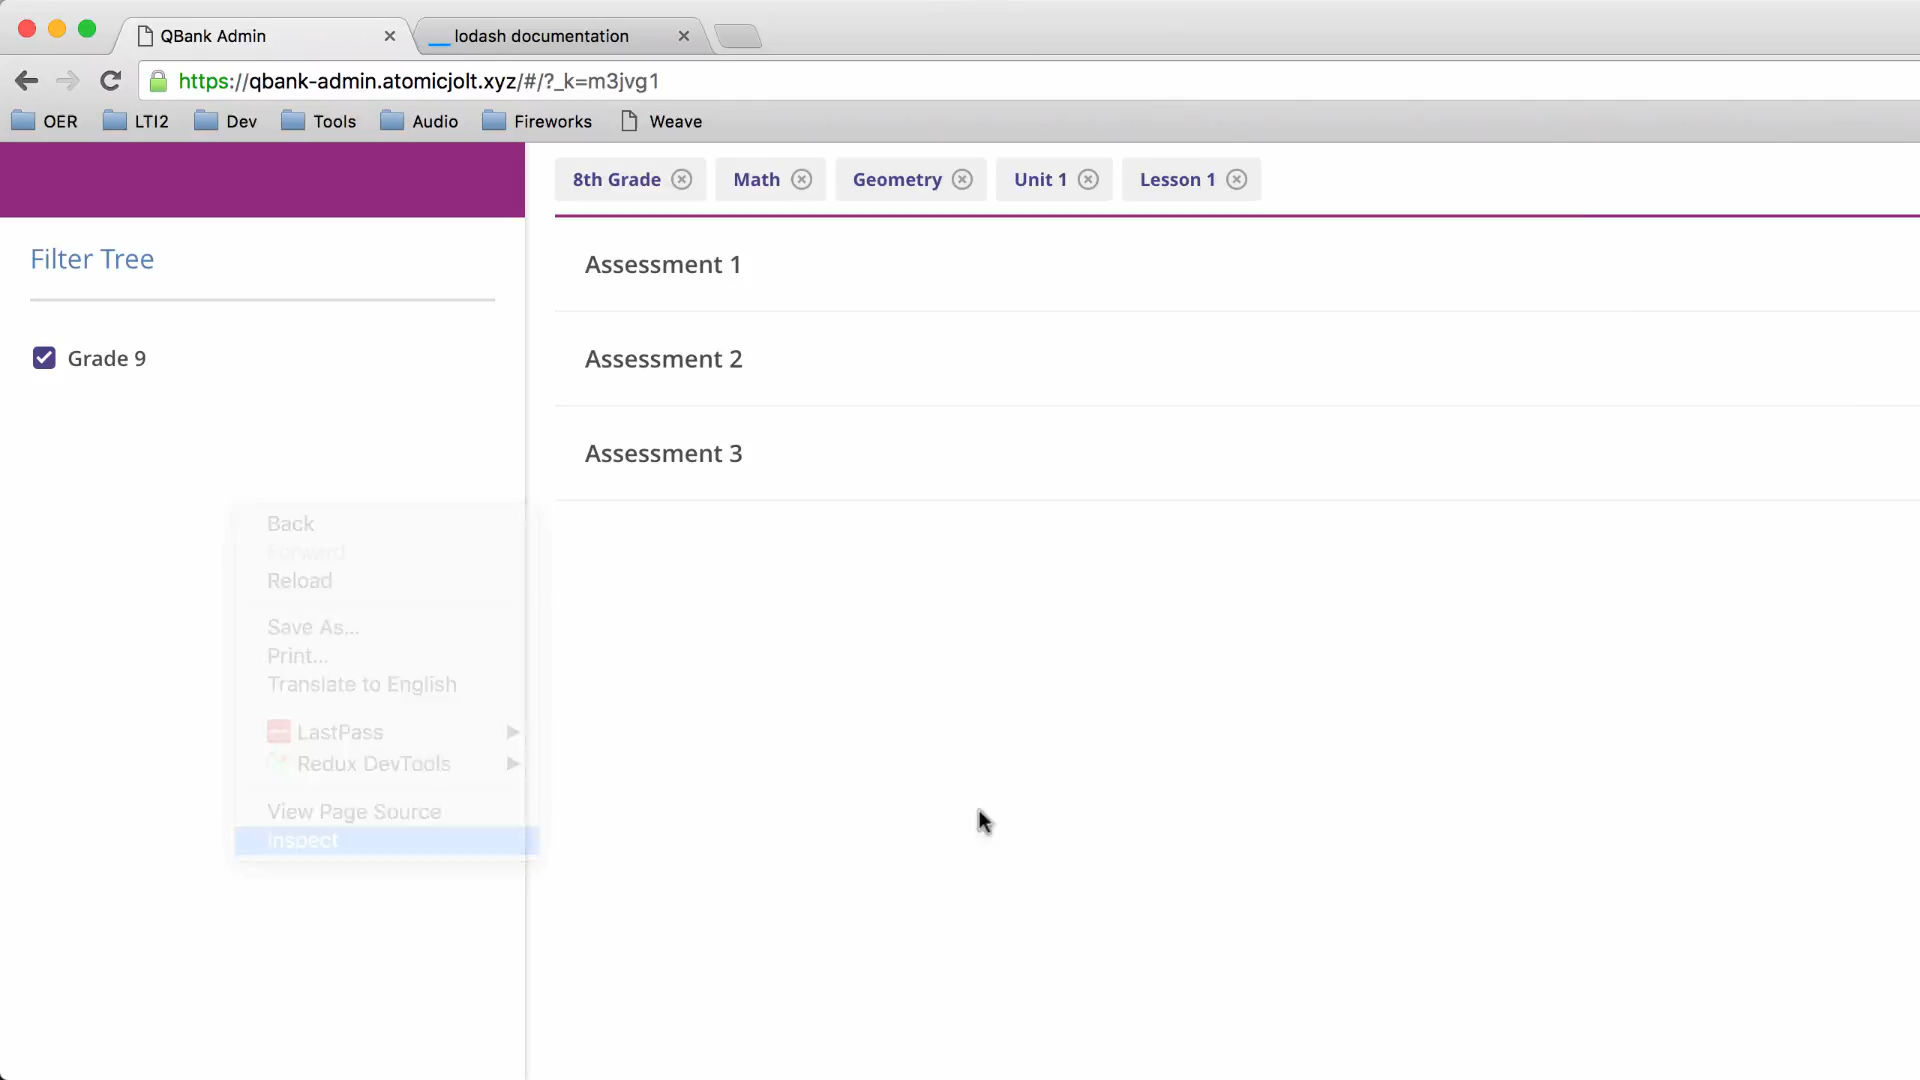 QBank Admin
lodash documentation
https://qbank-admin.atomicjolt.xyz/#/?_k=m3jvg1
OER LTI2 Dev Tools Audio Fireworks Weave
8th Grade Math Geometry Unit 1 Lesson 1
Filter Tree
Assessment 1
Grade 9
Assessment 2
Assessment 3
Back
Forward
Reload
Save As...
Print...
Translate to English
LastPass
Redux DevTools
View Page Source
Inspect